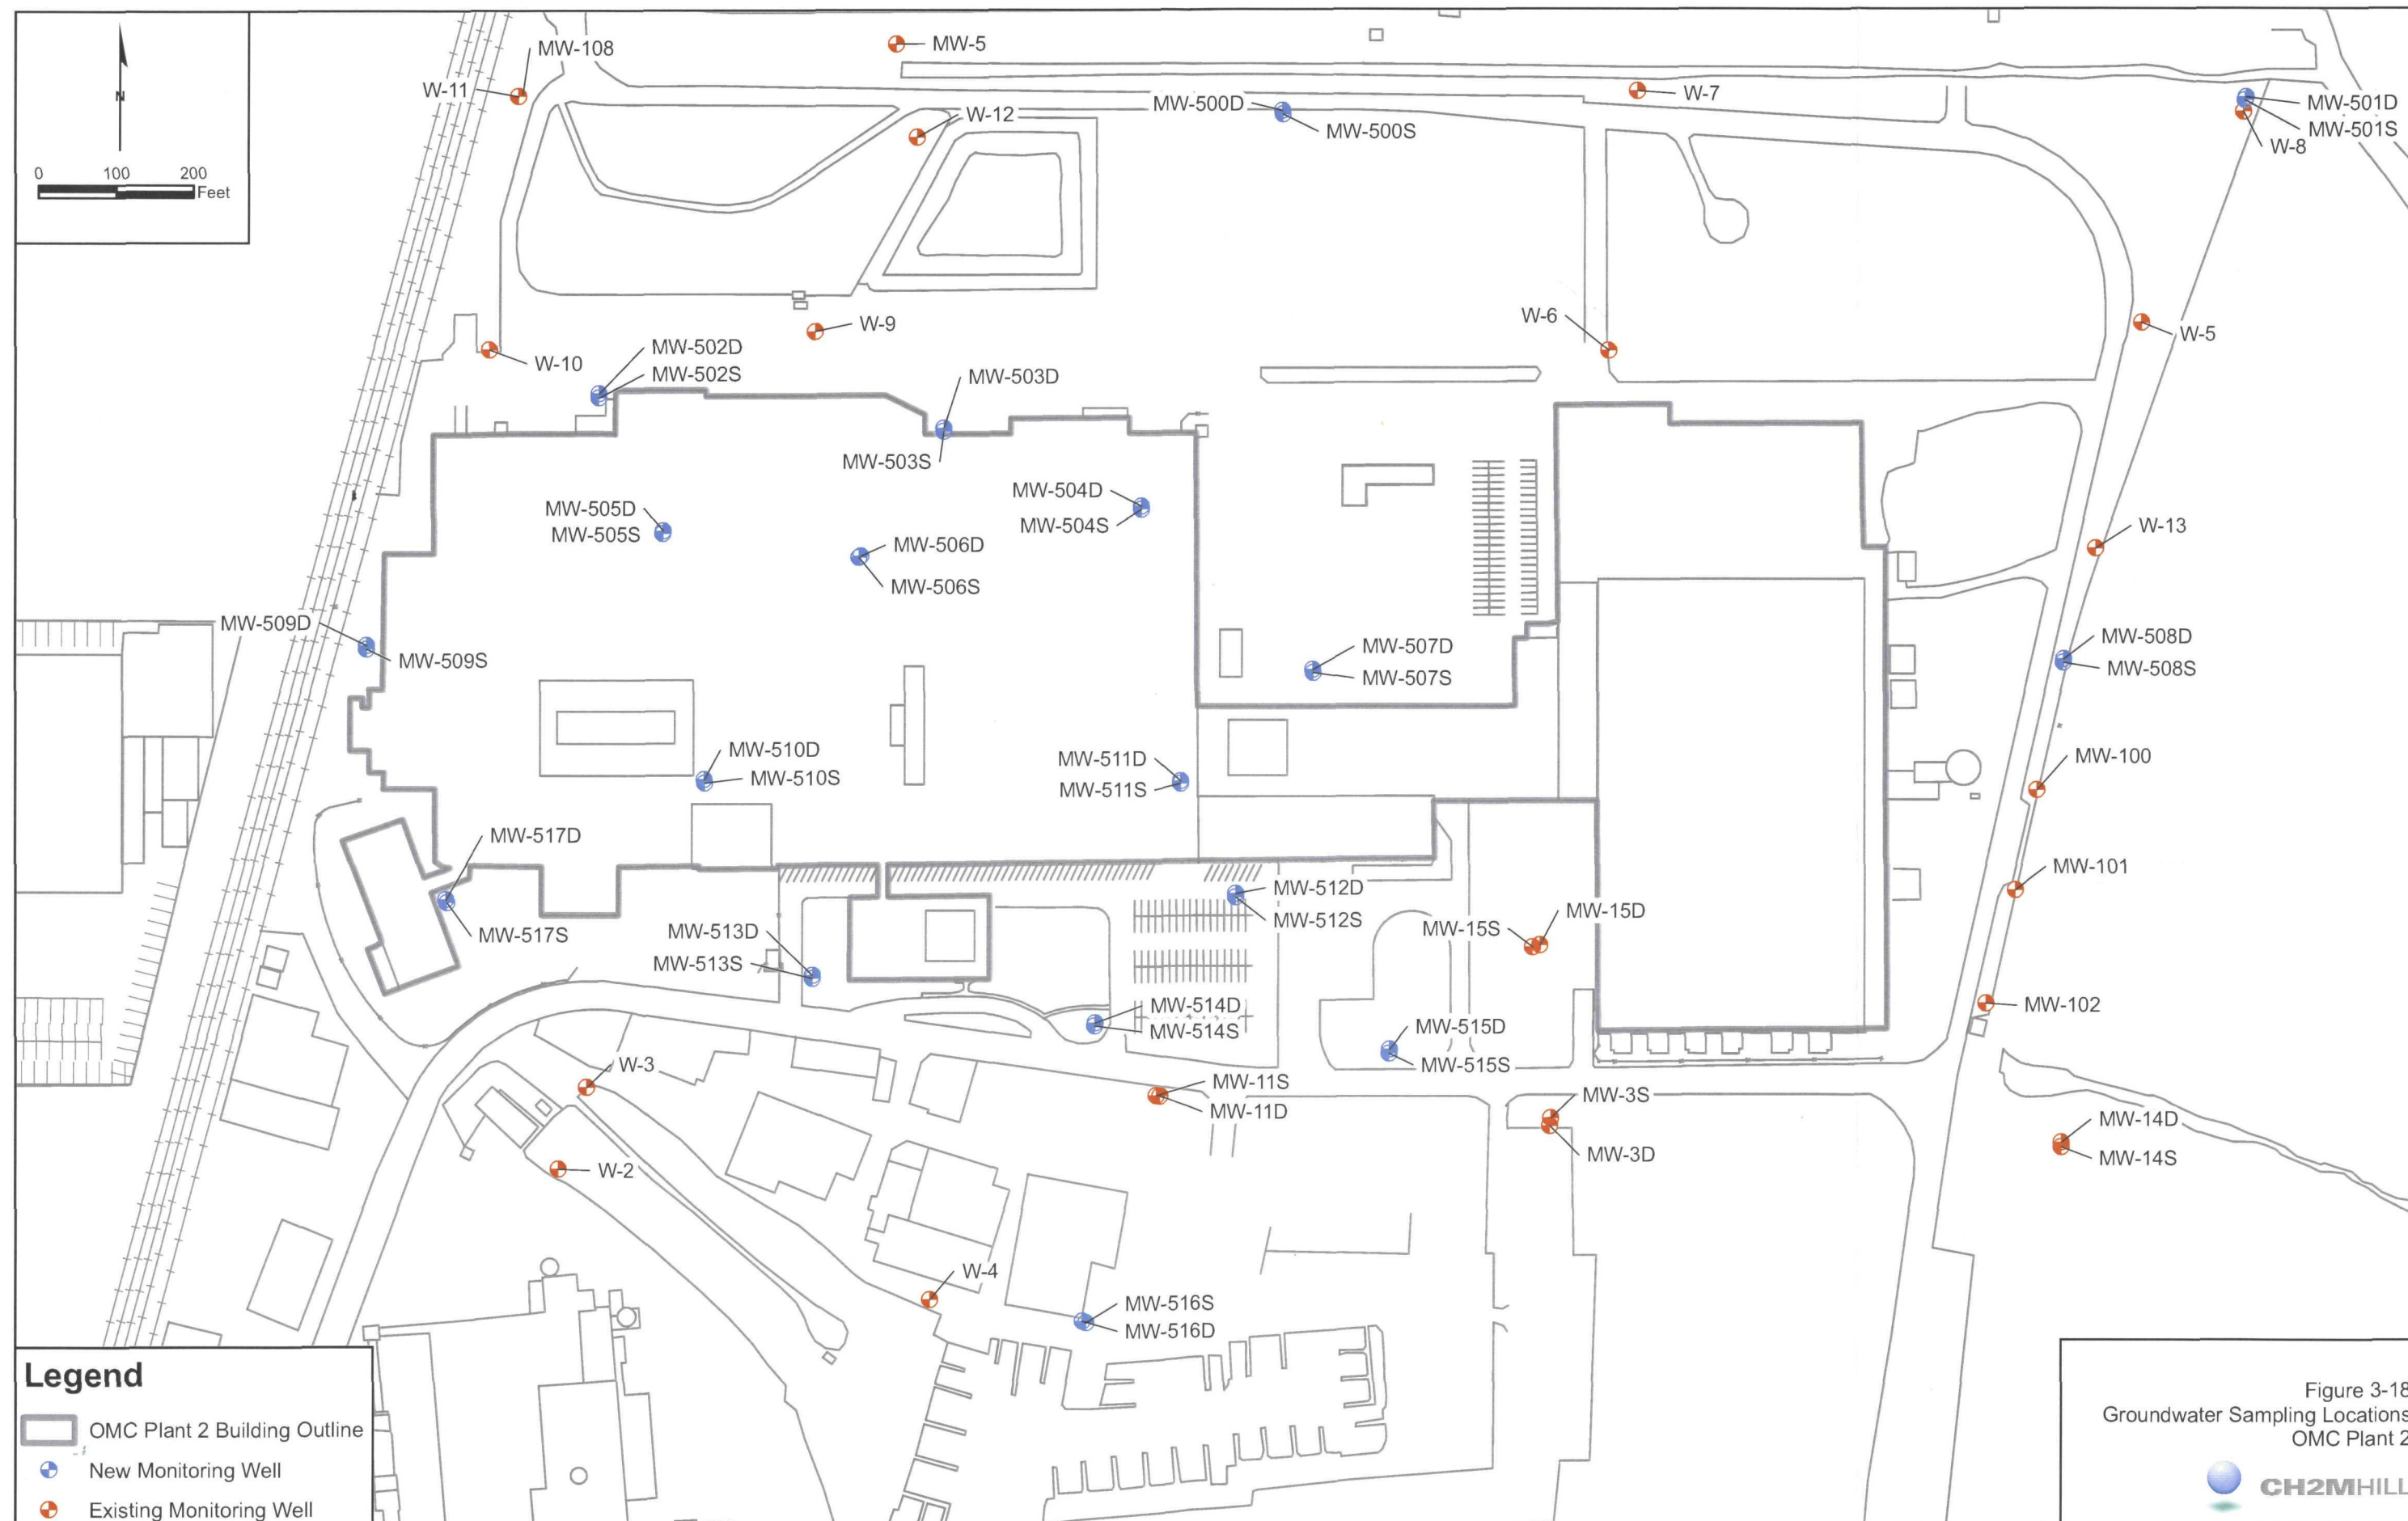 N
0 100 200
Feet
MW-108
W-11
MW-5
W-12
MW-500D
MW-500S
W-7
MW-501D
MW-501S
W-8
W-9
W-10
MW-502D
MW-502S
MW-503D
MW-503S
W-6
W-5
MW-504D
MW-504S
MW-505D
MW-505S
MW-506D
MW-506S
W-13
MW-509D
MW-509S
MW-507D
MW-507S
MW-508D
MW-508S
MW-510D
MW-510S
MW-511D
MW-511S
MW-100
MW-517D
MW-517S
MW-512D
MW-512S
MW-101
MW-513D
MW-513S
MW-15S
MW-15D
MW-514D
MW-514S
MW-515D
MW-515S
MW-102
W-3
W-2
MW-11S
MW-11D
MW-3S
MW-3D
MW-14D
MW-14S
W-4
MW-516S
MW-516D
Legend
OMC Plant 2 Building Outline
New Monitoring Well
Existing Monitoring Well
Figure 3-18
Groundwater Sampling Locations
OMC Plant 2
CH2MHILL